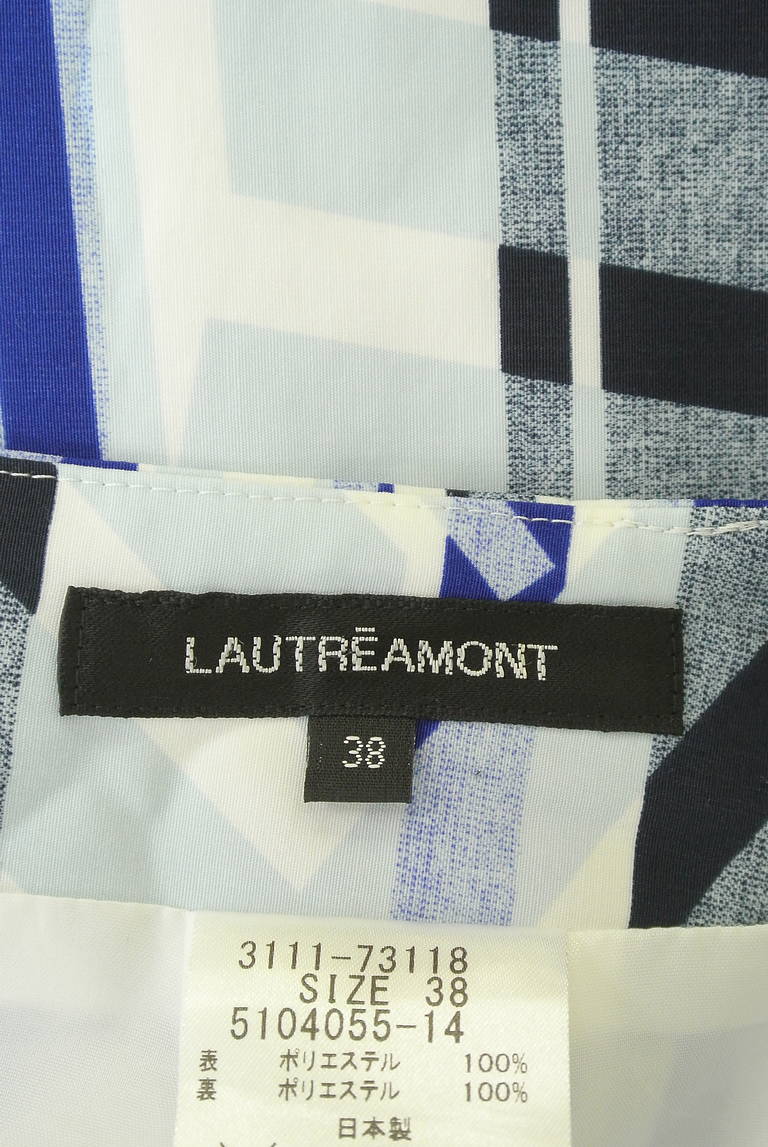 LAUTRĒAMONT
38
3111-73118
SIZE 38
5104055-14
表 ポリエステル 100%
裏 ポリエステル 100%
日本製